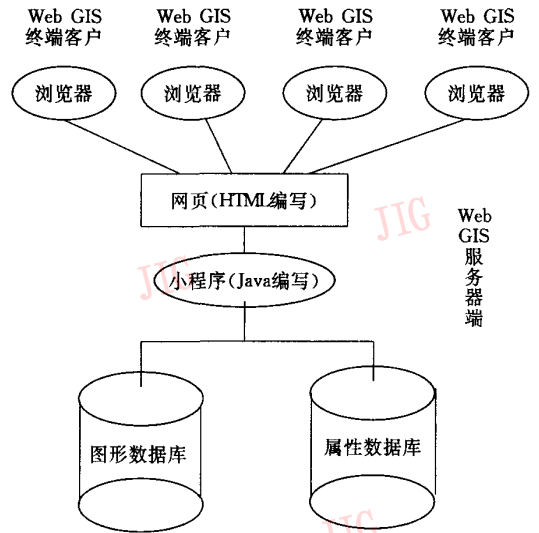 Web GIS
终端客户
Web GIS
终端客户
Web GIS
终端客户
Web GIS
终端客户
浏览器
浏览器
浏览器
浏览器
网页(HTML编写)
JIG
Web
GIS
服
务
器
端
JIG
小程序(Java编写)
图形数据库
属性数据库
JIG